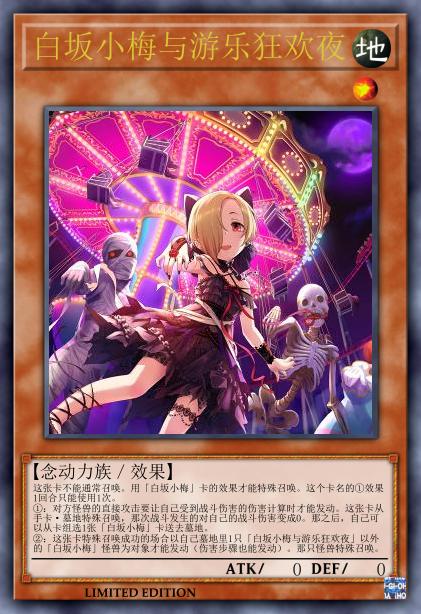 白坂小梅与游乐狂欢夜
地
【念动力族 / 效果】
这张卡不能通常召唤。用「白坂小梅」卡的效果才能特殊召唤。这个卡名的①效果
1回合只能使用1次。
①：对方怪兽的直接攻击要让自己受到战斗伤害的伤害计算时才能发动。这张卡从
手卡・墓地特殊召唤，那次战斗发生的对自己的战斗伤害变成0。那之后，自己可
以从卡组选1张「白坂小梅」卡送去墓地。
②：这张卡特殊召唤成功的场合以自己墓地里1只「白坂小梅与游乐狂欢夜」以外
的「白坂小梅」怪兽为对象才能发动（伤害步骤也能发动）。那只怪兽特殊召唤。
ATK/ 0 DEF/ 0
LIMITED EDITION